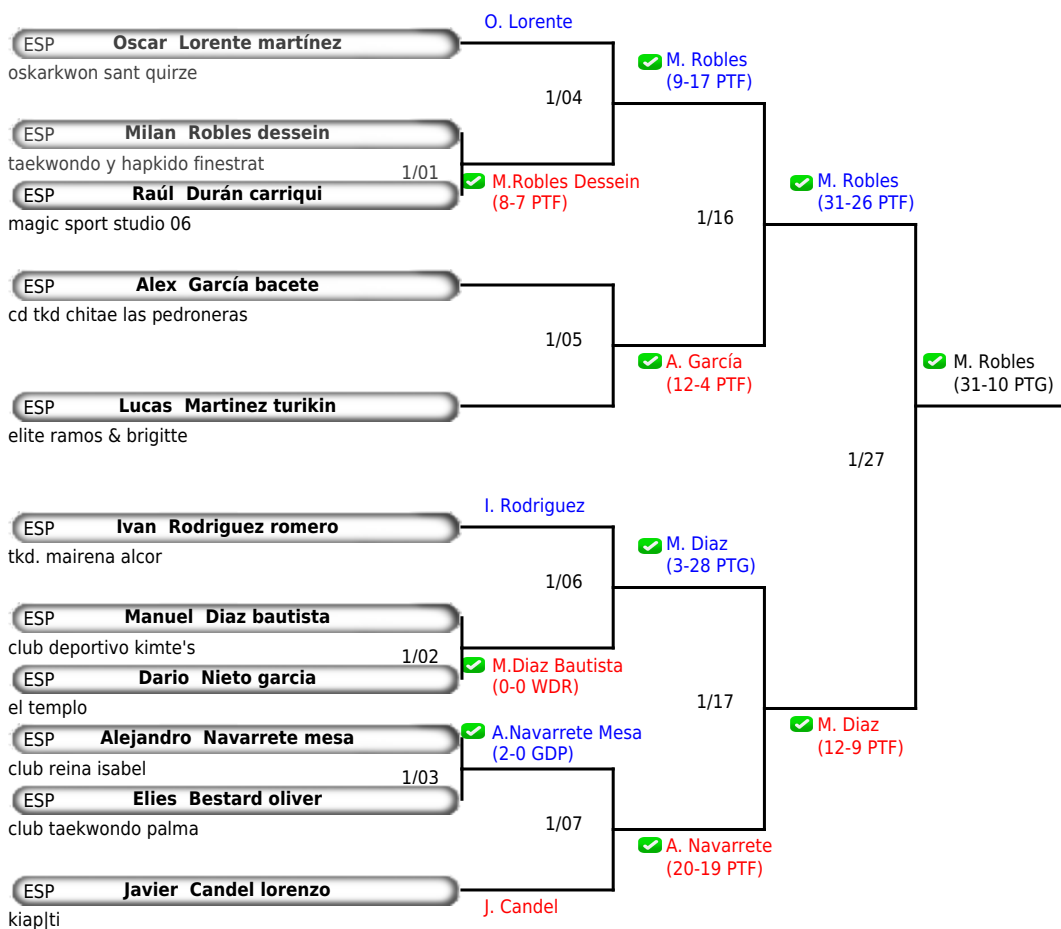 O. Lorente
ESP Oscar Lorente martínez
oskarkwon sant quirze
M. Robles
(9-17 PTF)
1/04
ESP Milan Robles dessein
taekwondo y hapkido finestrat
1/01
M.Robles Dessein
(8-7 PTF)
ESP Raúl Durán carriqui
magic sport studio 06
M. Robles
(31-26 PTF)
1/16
ESP Alex García bacete
cd tkd chitae las pedroneras
1/05
A. García
(12-4 PTF)
M. Robles
(31-10 PTG)
ESP Lucas Martinez turikin
elite ramos & brigitte
1/27
I. Rodriguez
ESP Ivan Rodriguez romero
tkd. mairena alcor
M. Diaz
(3-28 PTG)
1/06
ESP Manuel Diaz bautista
club deportivo kimte's
1/02
M.Diaz Bautista
(0-0 WDR)
ESP Dario Nieto garcia
el templo
1/17
M. Diaz
(12-9 PTF)
ESP Alejandro Navarrete mesa
club reina isabel
A.Navarrete Mesa
(2-0 GDP)
1/03
ESP Elies Bestard oliver
club taekwondo palma
1/07
A. Navarrete
(20-19 PTF)
ESP Javier Candel lorenzo
kiap|ti
J. Candel